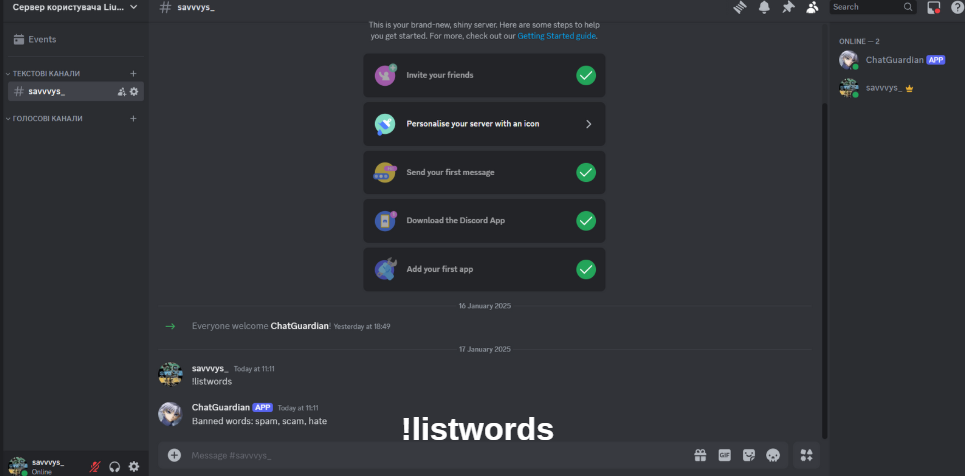 Сервер користувача Liu...
Events
ТЕКСТОВІ КАНАЛИ
savvvys_
ГОЛОСОВІ КАНАЛИ
savvvys_
Online
# savvvys_
Search
This is your brand-new, shiny server. Here are some steps to help
you get started. For more, check out our Getting Started guide.
Invite your friends
Personalise your server with an icon
Send your first message
Download the Discord App
Add your first app
16 January 2025
Everyone welcome ChatGuardian! Yesterday at 18:49
17 January 2025
savvvys_ Today at 11:11
!listwords
ChatGuardian APP Today at 11:11
Banned words: spam, scam, hate
!listwords
Message #savvvys_
GIF
ONLINE — 2
ChatGuardian APP
savvvys_